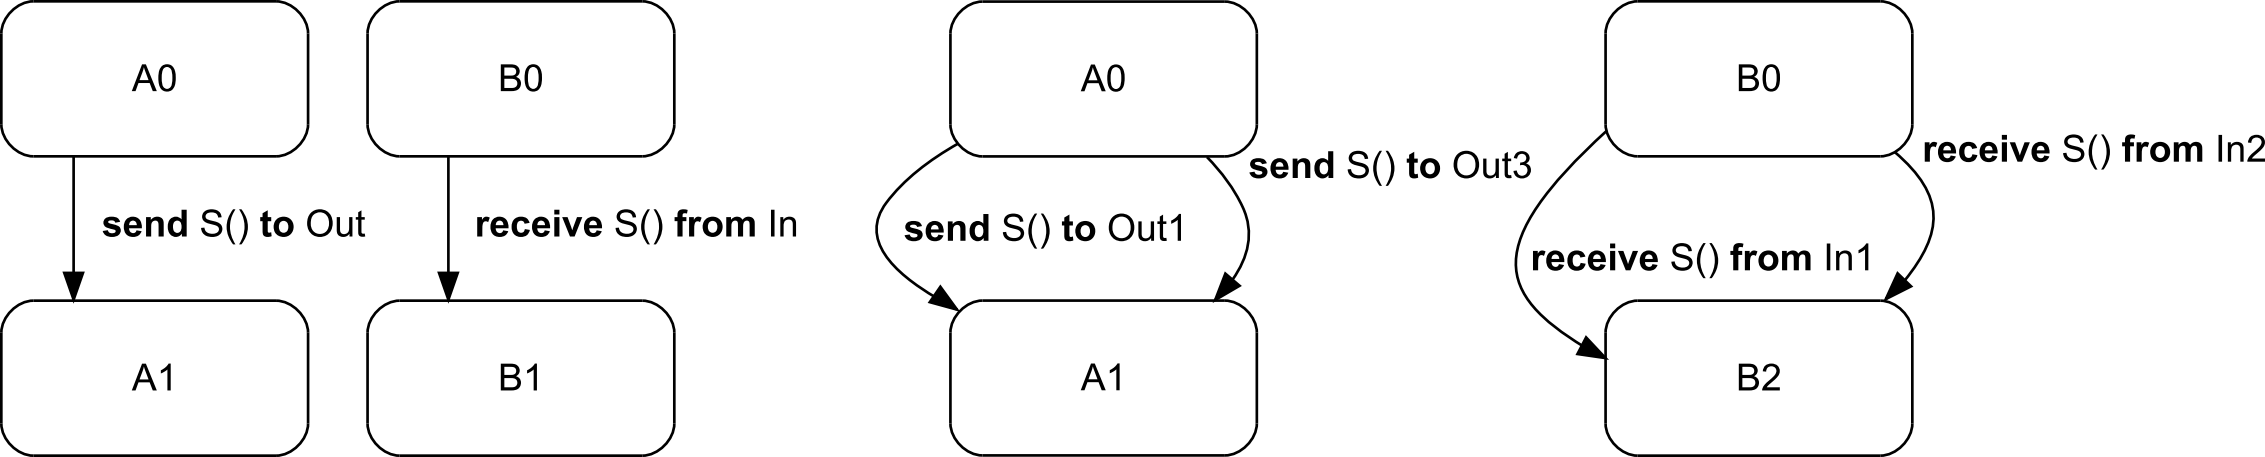 A0
B0
A0
B0
send S() to Out3
receive S() from In2
send S() to Out
receive S() from In
send S() to Out1
receive S() from In1
A1
B1
A1
B2